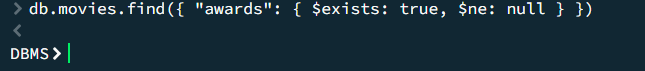 > db.movies.find({ "awards": { $exists: true, $ne: null } })
<
DBMS>